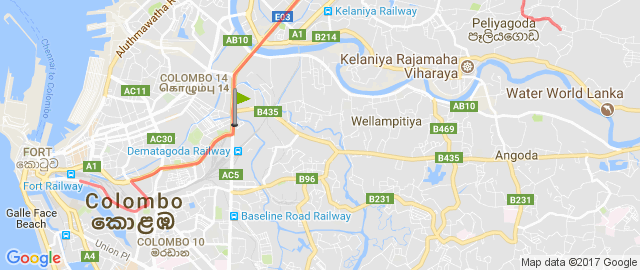 Kelaniya Railway
E03
Peliyagoda
පෑලියගොඩ
A1
B214
AB10
Aluthmawatha Rd
Kelaniya Rajamaha
Viharaya
Chennai to Colombo
COLOMBO 14
කොළඹ 14
AC11
Water World Lanka
AB10
B435
Wellampitiya
B469
AC30
FORT
කොටුව
Dematagoda Railway
B435
Angoda
A1
Fort Railway
AC5
B96
Colombo
කොළඹ
B231
B231
Galle Face
Beach
Baseline Road Railway
Union Pl
COLOMBO 10
මරදාන
A4
Google
Map data ©2017 Google